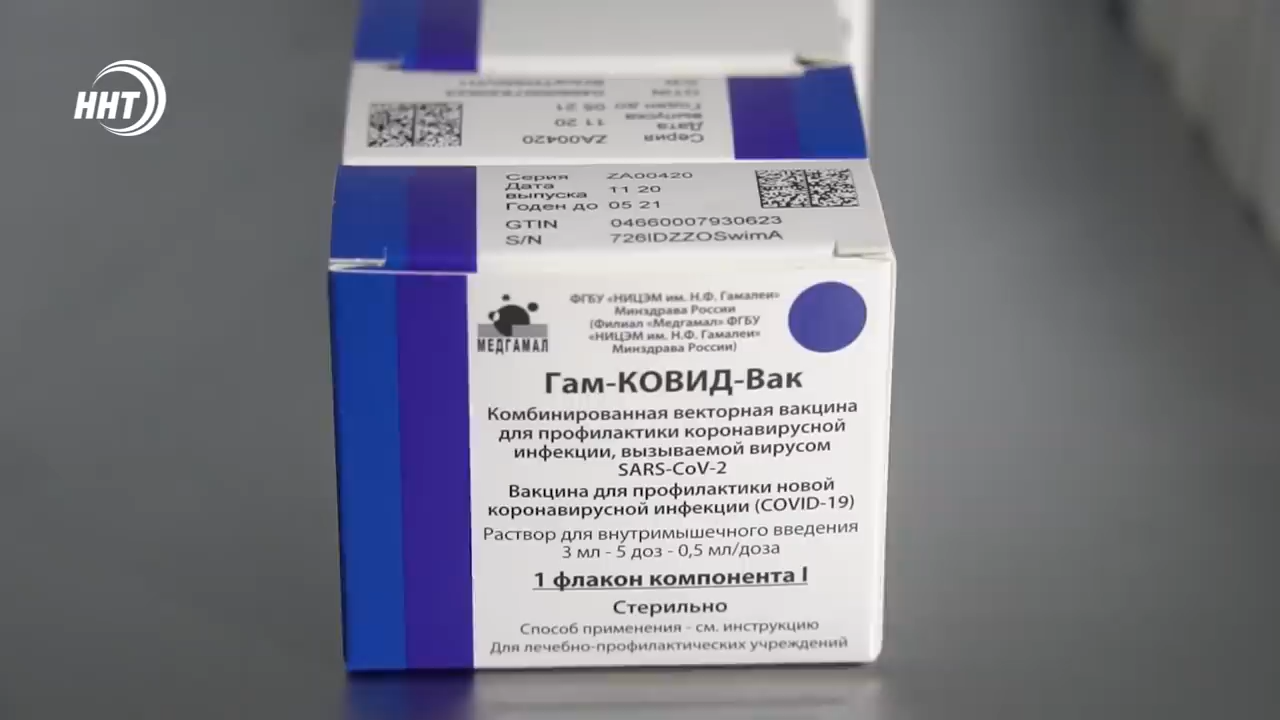 ННТ
Серия ZA00420
Дата
выпуска 11 20
Годен до 05 21
Серия ZA00420
Дата
выпуска 11 20
Годен до 05 21
GTIN 04660007930623
S/N 726IDZZOSwimA
МЕДГАМАЛ
ФГБУ «НИЦЭМ им. Н.Ф. Гамалеи»
Минздрава России
(Филиал «Медгамал» ФГБУ
«НИЦЭМ им. Н.Ф. Гамалеи»
Минздрава России)
Гам-КОВИД-Вак
Комбинированная векторная вакцина
для профилактики коронавирусной
инфекции, вызываемой вирусом
SARS-CoV-2
Вакцина для профилактики новой
коронавирусной инфекции (COVID-19)
Раствор для внутримышечного введения
3 мл - 5 доз - 0,5 мл/доза
1 флакон компонента I
Стерильно
Способ применения - см. инструкцию
Для лечебно-профилактических учреждений